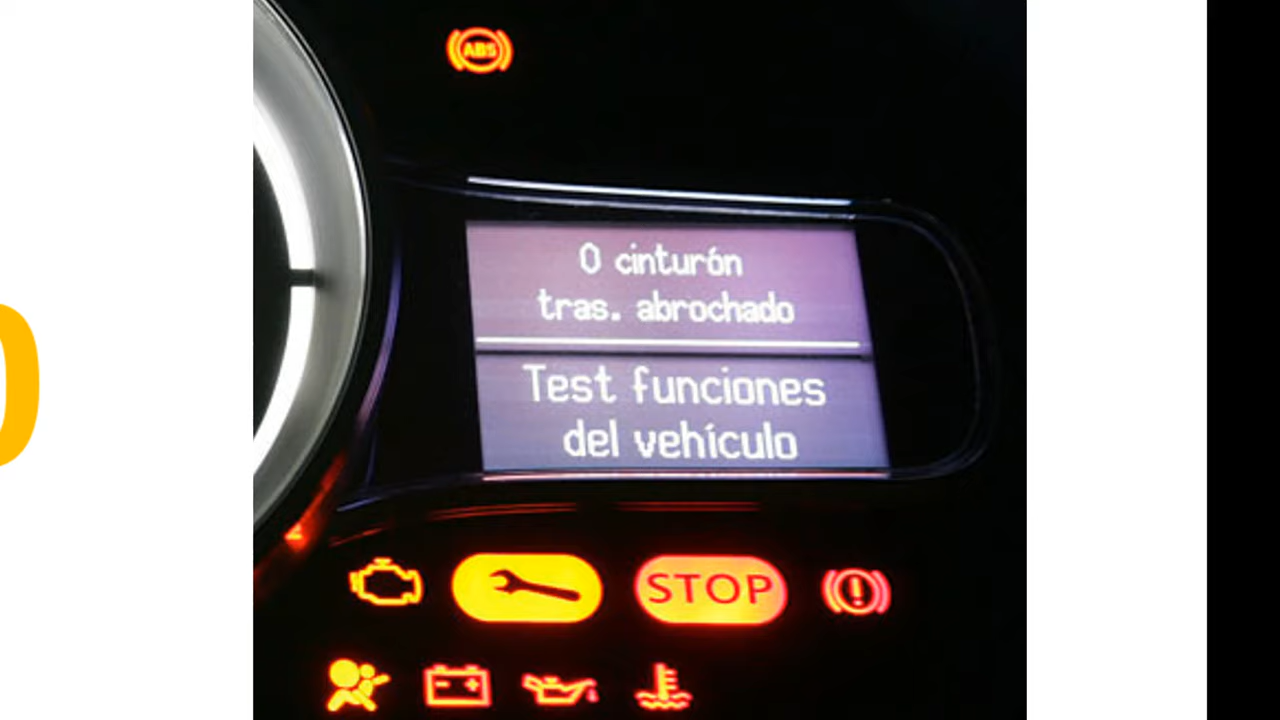 ABS
0 cinturón
tras. abrochado
Test funciones
del vehículo
STOP